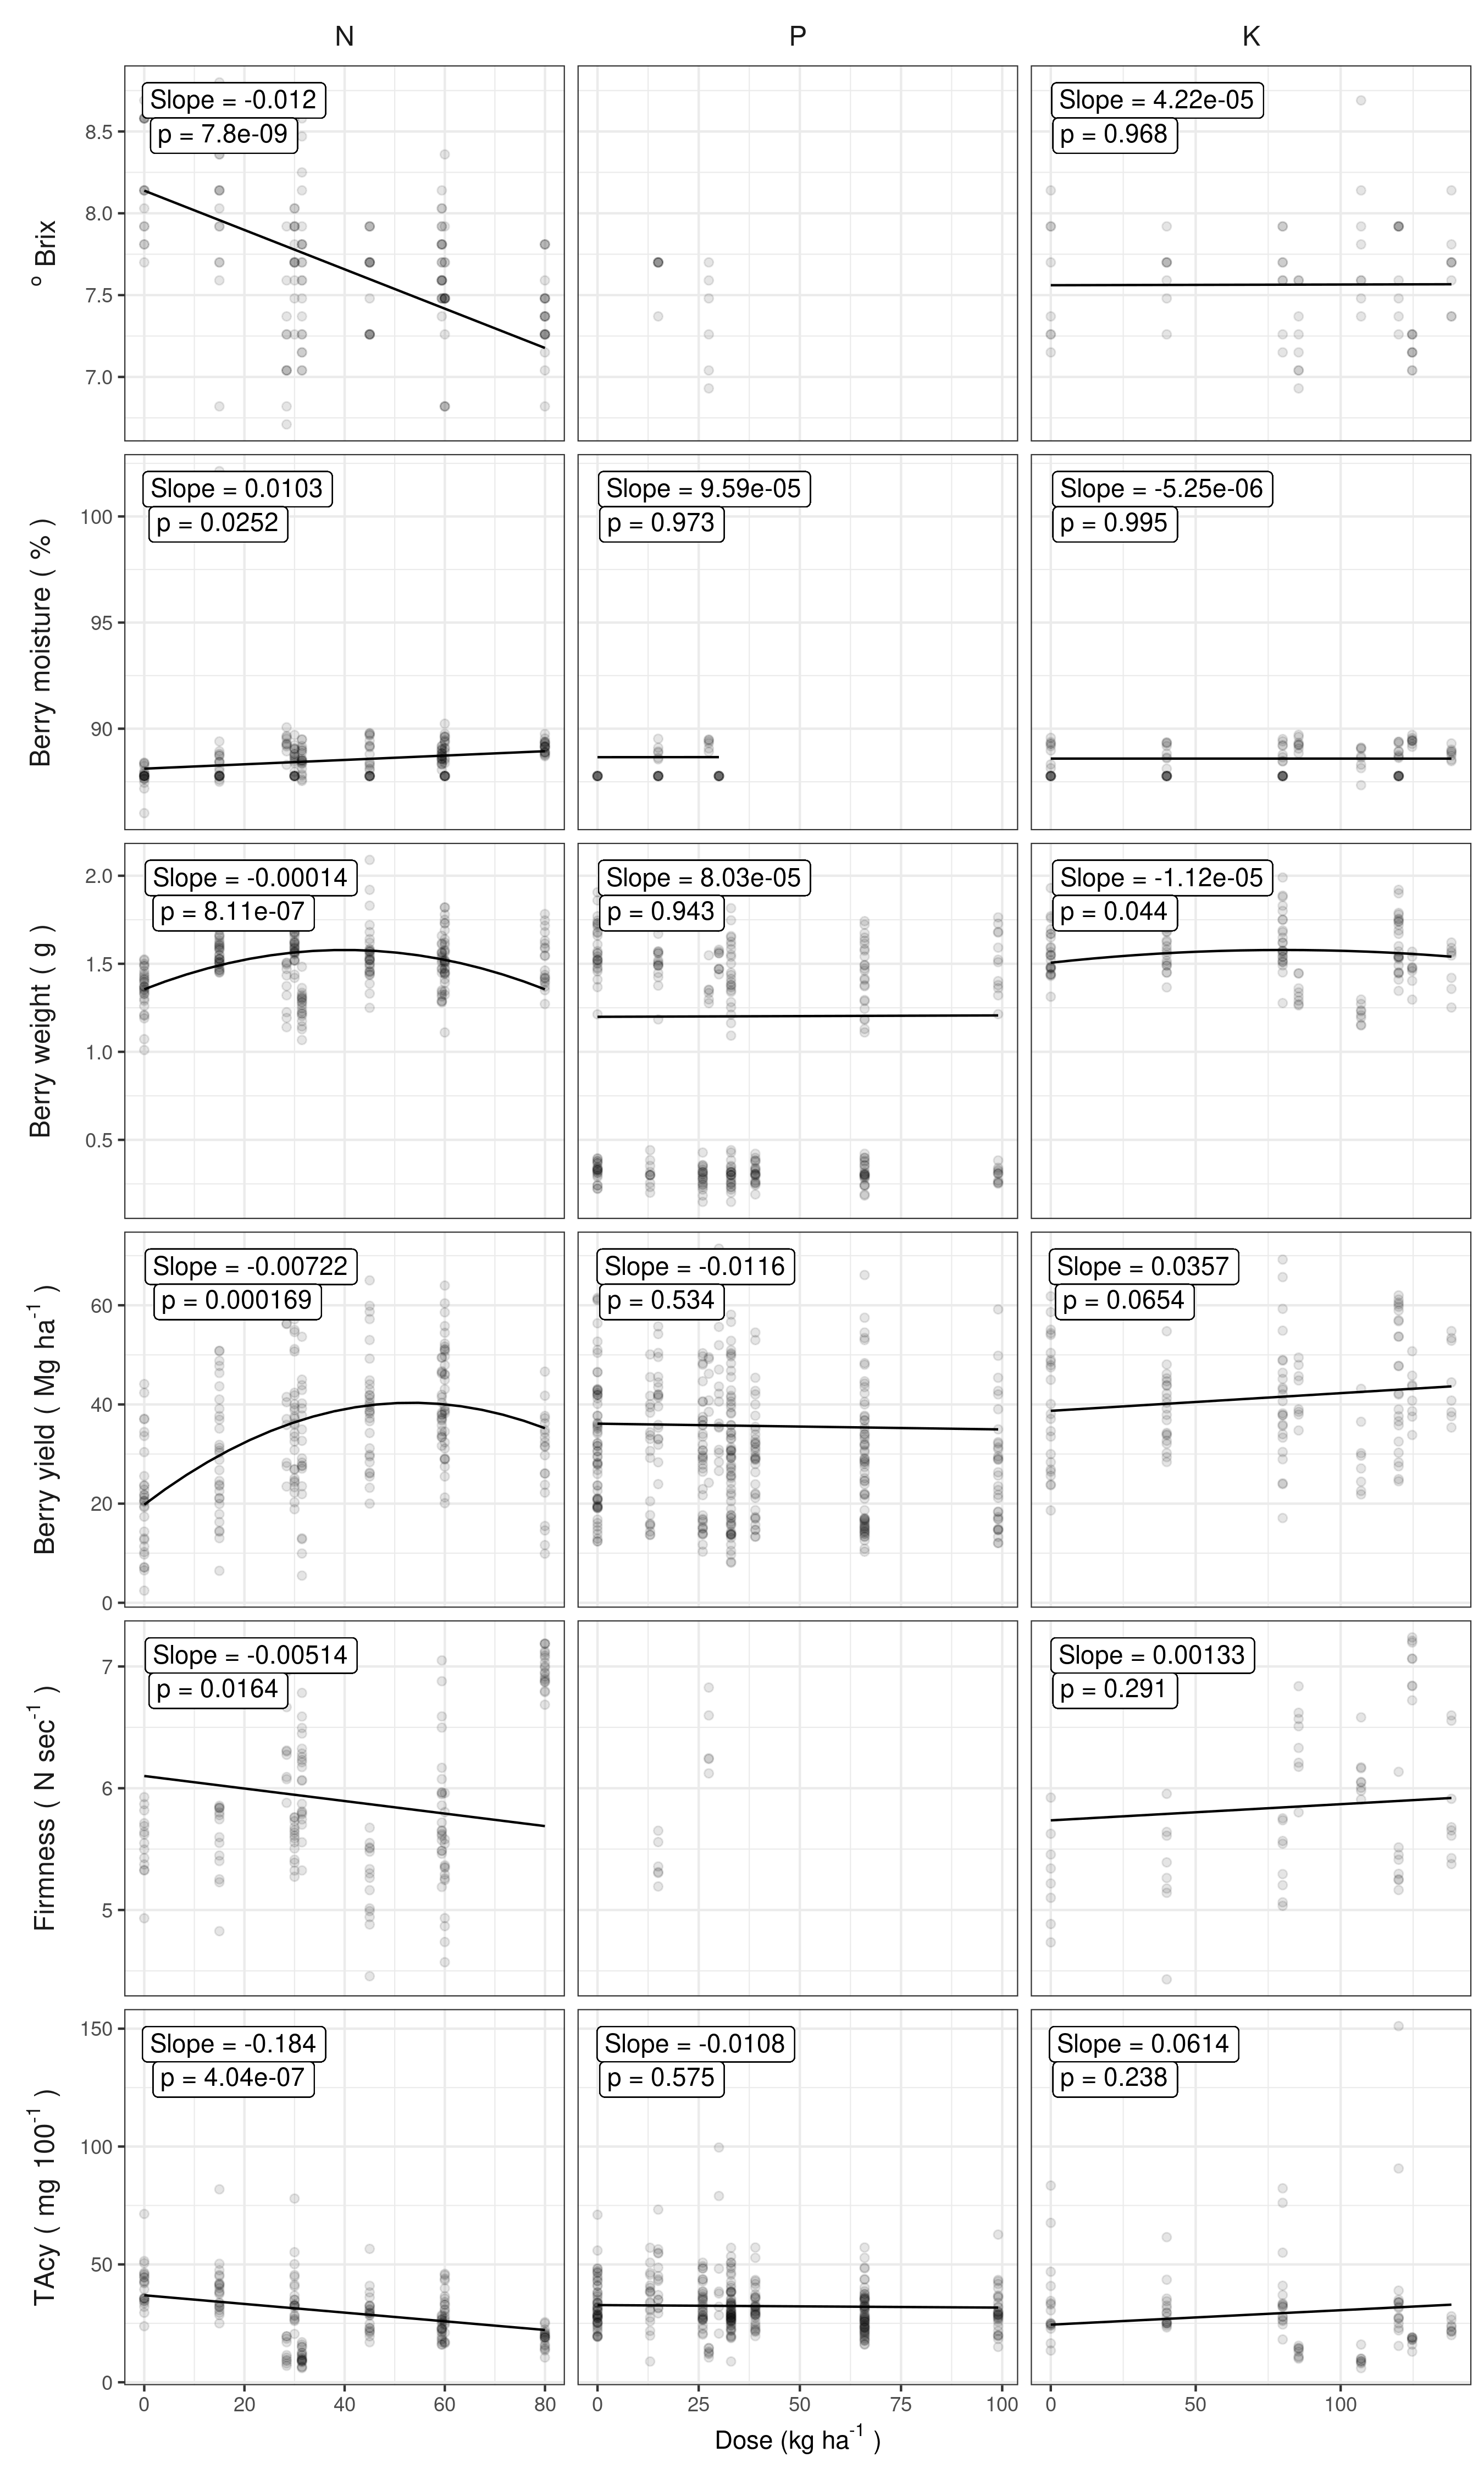 N P K
º Brix
Slope = -0.012
p = 7.8e-09
Slope = 4.22e-05
p = 0.968
8.5
8.0
7.5
7.0
Berry moisture ( % )
Slope = 0.0103
p = 0.0252
Slope = 9.59e-05
p = 0.973
Slope = -5.25e-06
p = 0.995
100
95
90
Berry weight ( g )
Slope = -0.00014
p = 8.11e-07
Slope = 8.03e-05
p = 0.943
Slope = -1.12e-05
p = 0.044
2.0
1.5
1.0
0.5
Berry yield ( Mg ha⁻¹ )
Slope = -0.00722
p = 0.000169
Slope = -0.0116
p = 0.534
Slope = 0.0357
p = 0.0654
60
40
20
0
Firmness ( N sec⁻¹ )
Slope = -0.00514
p = 0.0164
Slope = 0.00133
p = 0.291
7
6
5
TAcy ( mg 100⁻¹ )
Slope = -0.184
p = 4.04e-07
Slope = -0.0108
p = 0.575
Slope = 0.0614
p = 0.238
150
100
50
0
0 20 40 60 80 0 25 50 75 100 0 50 100
Dose (kg ha⁻¹ )